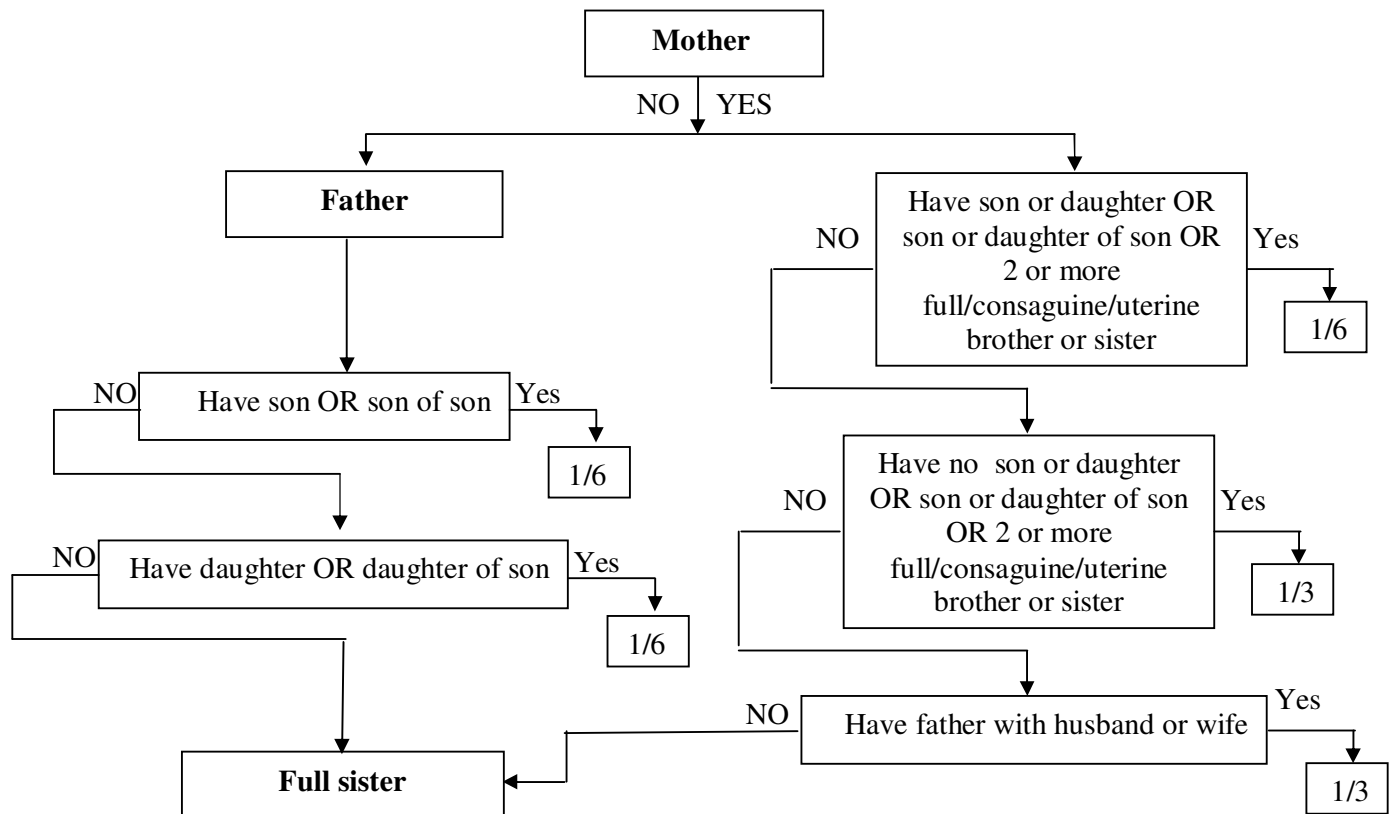 Mother
NO YES
Father
Have son or daughter OR
son or daughter of son OR
2 or more
full/consaguine/uterine
brother or sister
NO
Yes
1/6
NO
Have son OR son of son
Yes
1/6
NO
Have no son or daughter
OR son or daughter of son
OR 2 or more
full/consaguine/uterine
brother or sister
Yes
1/3
NO
Have daughter OR daughter of son
Yes
1/6
NO
Have father with husband or wife
Yes
1/3
Full sister